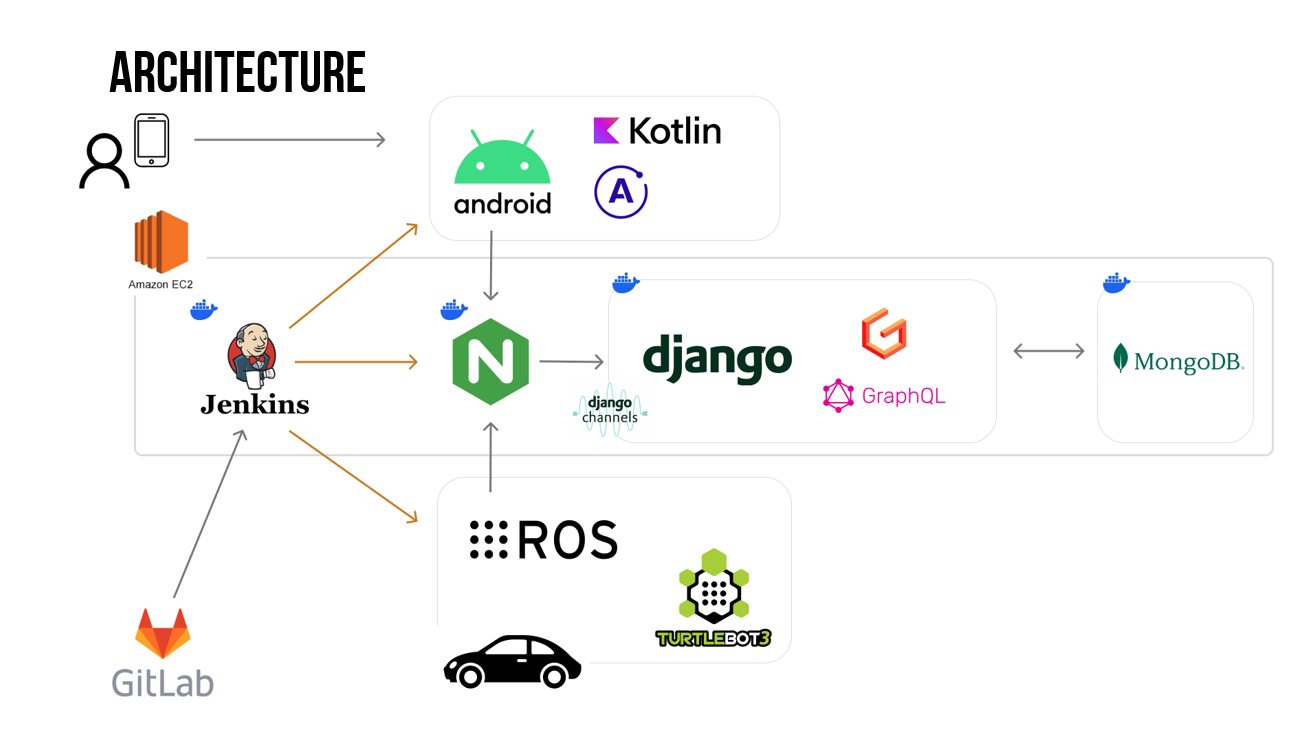 ARCHITECTURE
Kotlin
A
android
Amazon EC2
N
django
GraphQL
MongoDB.
Jenkins
django
channels
ROS
TURTLEBOT3
GitLab